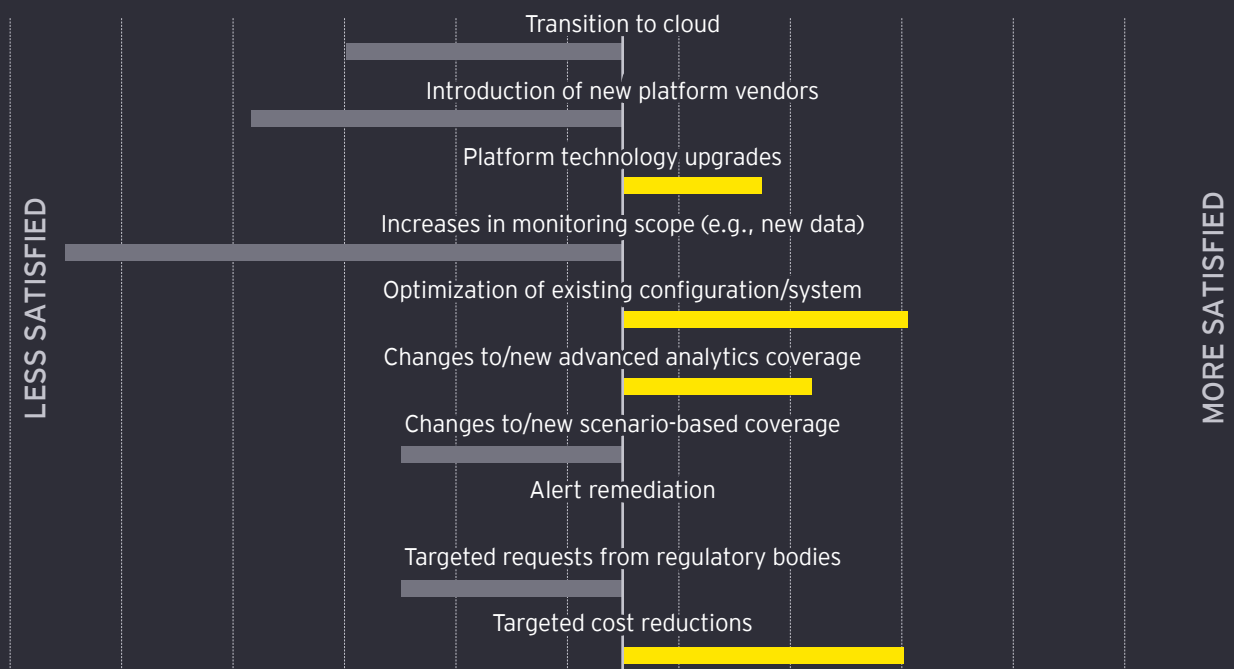 Transition to cloud
Introduction of new platform vendors
Platform technology upgrades
Increases in monitoring scope (e.g., new data)
Optimization of existing configuration/system
Changes to/new advanced analytics coverage
Changes to/new scenario-based coverage
Alert remediation
Targeted requests from regulatory bodies
Targeted cost reductions
LESS SATISFIED
MORE SATISFIED